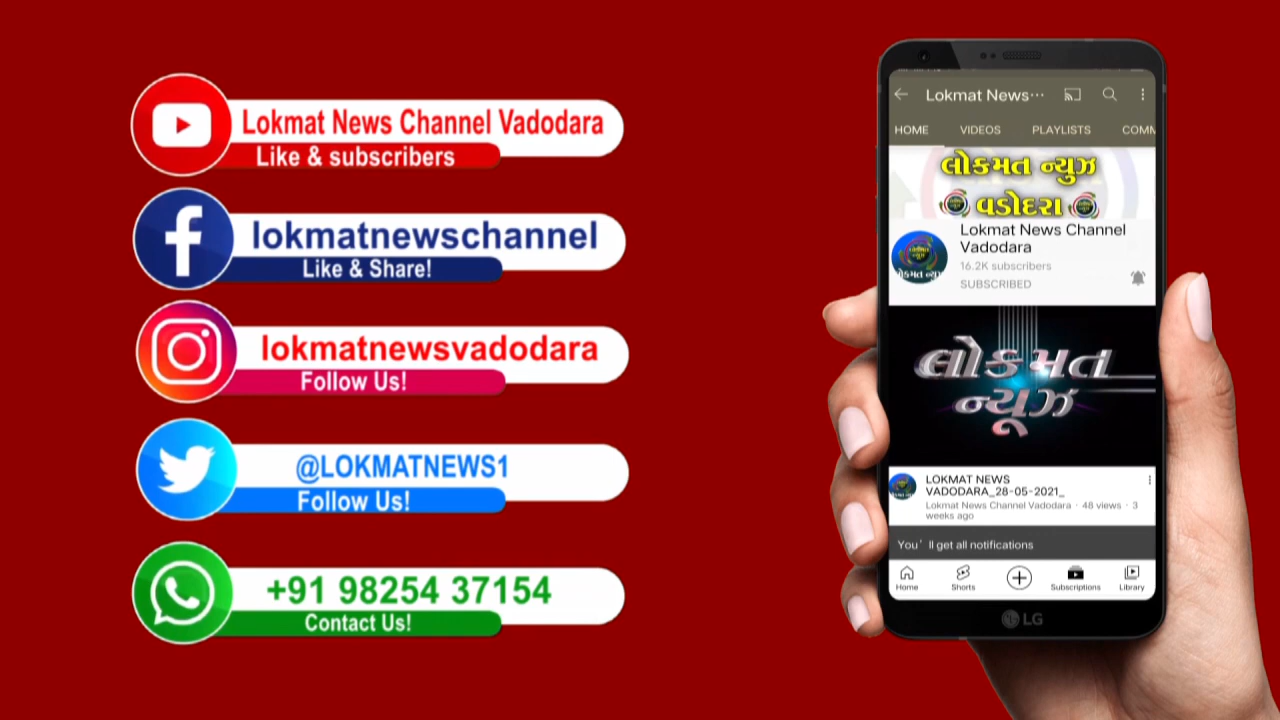 Lokmat News Channel Vadodara
Like & subscribers
lokmatnewschannel
Like & Share!
lokmatnewsvadodara
Follow Us!
@LOKMATNEWS1
Follow Us!
+91 98254 37154
Contact Us!
Lokmat News···
HOME VIDEOS PLAYLISTS COMM
લોકમત ન્યુઝ
વડોદરા
Lokmat News Channel
Vadodara
16.2K subscribers
SUBSCRIBED
લોકમત
ન્યૂઝ
LOKMAT NEWS
VADODARA_28-05-2021_
Lokmat News Channel Vadodara · 48 views · 3
weeks ago
You' ll get all notifications
Home Shorts Subscriptions Library
LG